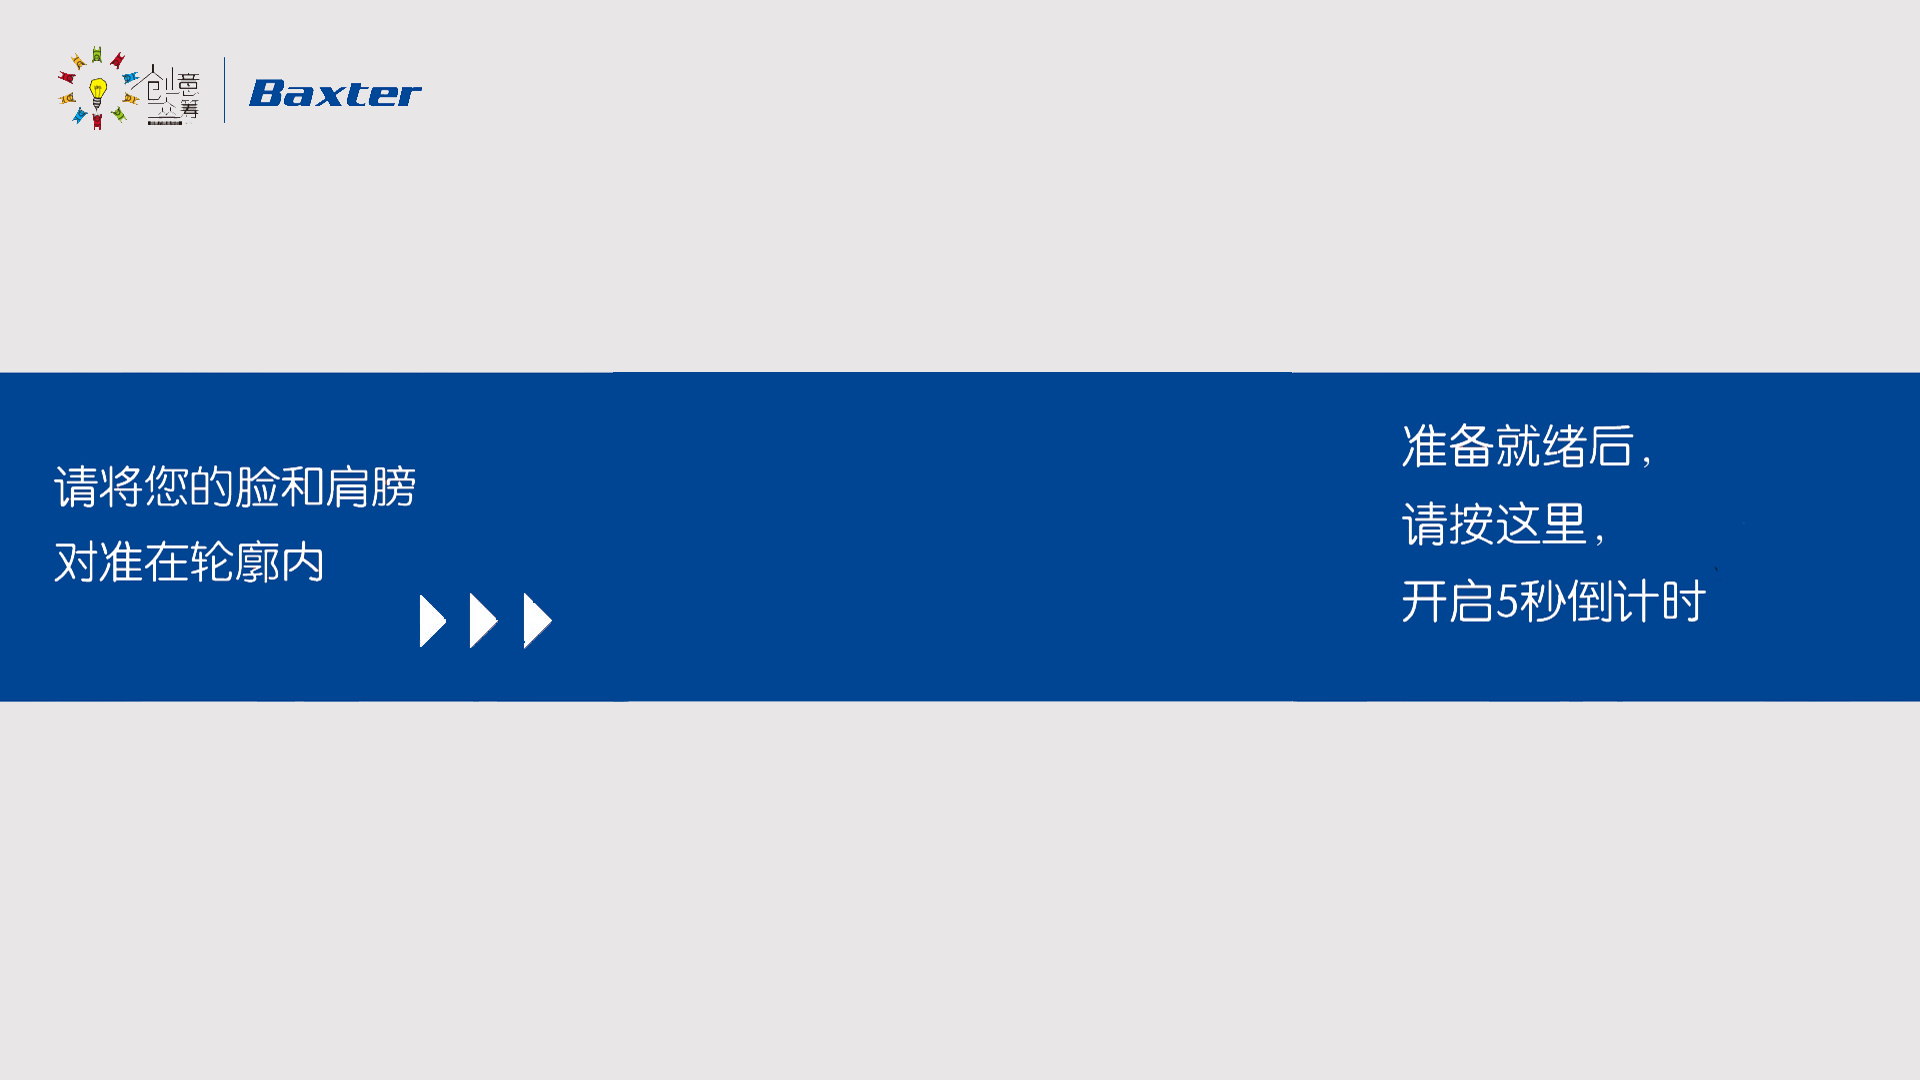 创意
众筹
Baxter
请将您的脸和肩膀
对准在轮廓内
准备就绪后，
请按这里，
开启5秒倒计时